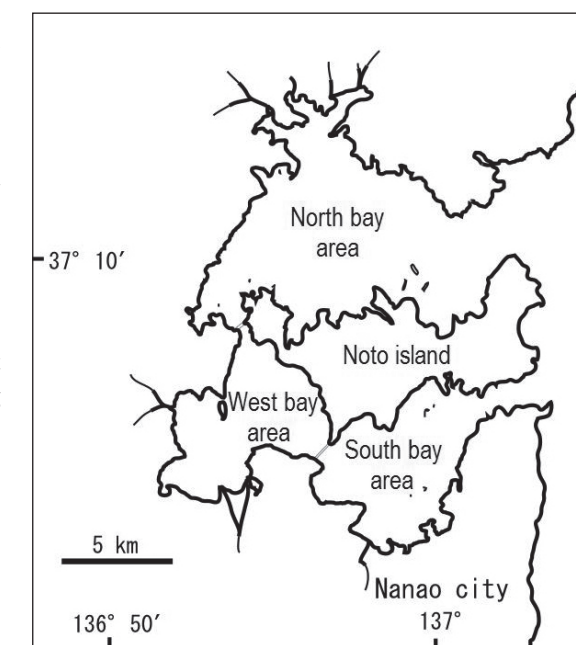 North bay
area
37° 10′
Noto island
West bay
area
South bay
area
5 km
Nanao city
136° 50′
137°